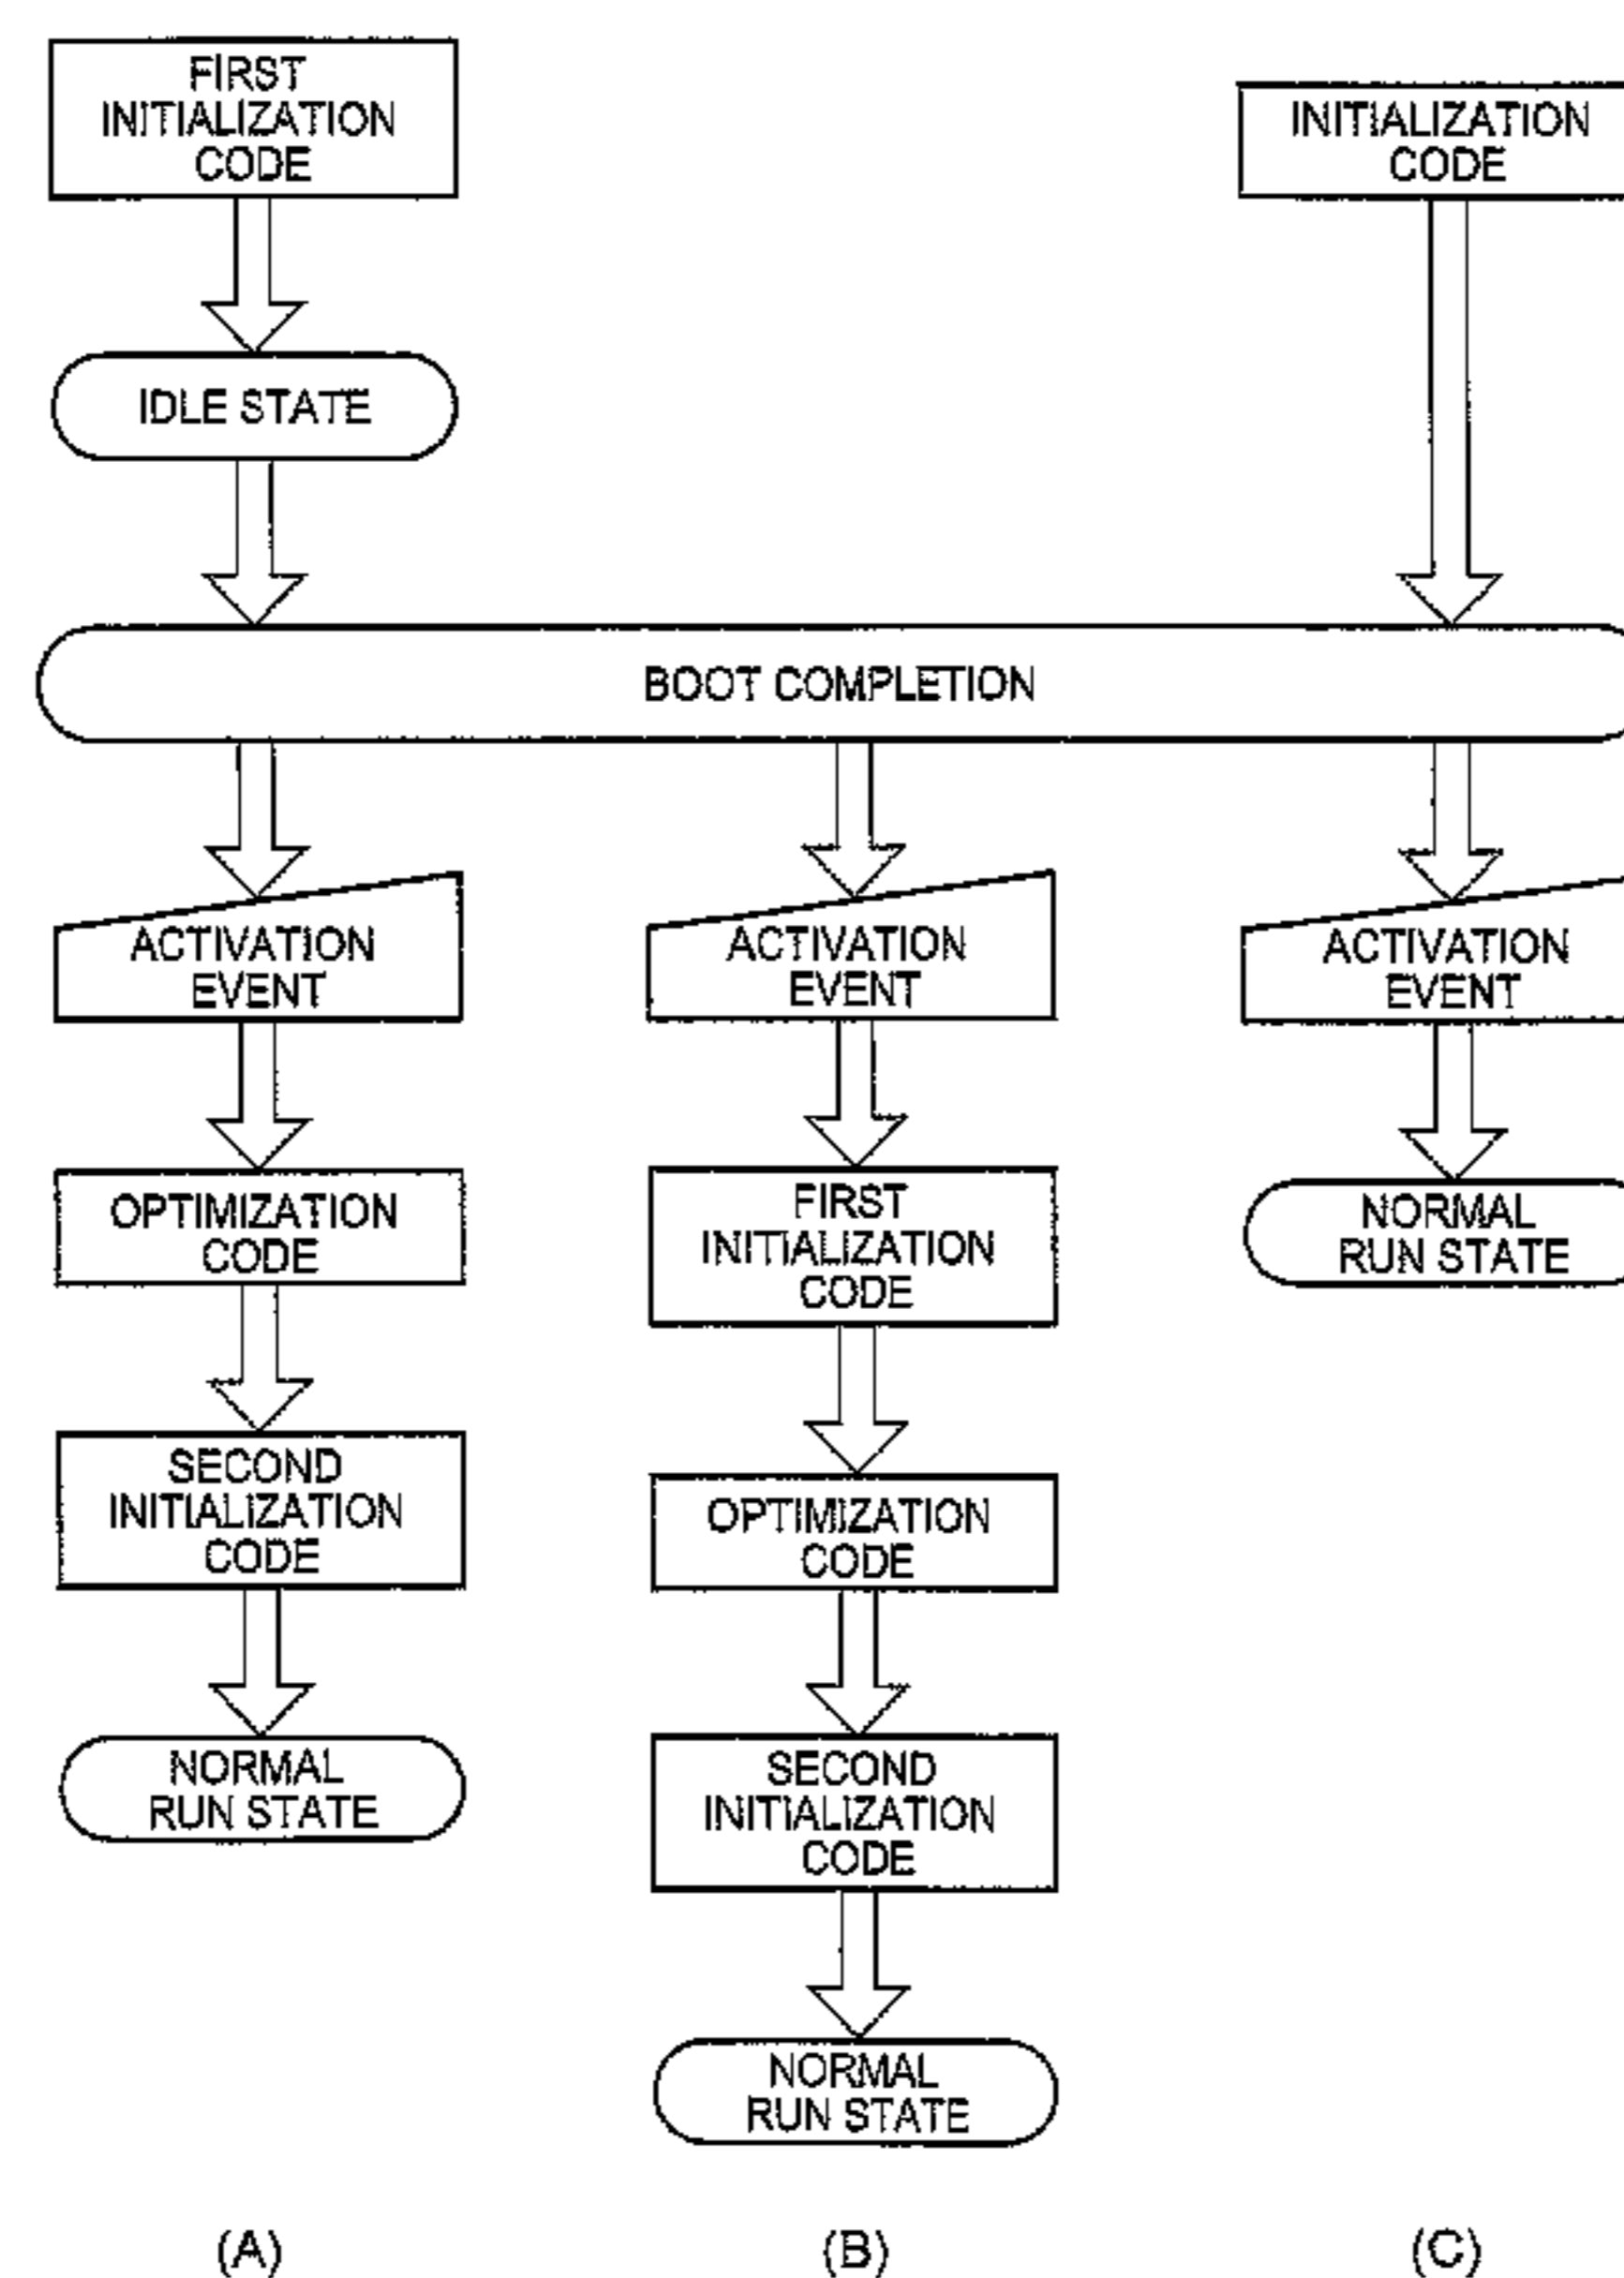 FIRST
INITIALIZATION
CODE
IDLE STATE
INITIALIZATION
CODE
BOOT COMPLETION
ACTIVATION
EVENT
OPTIMIZATION
CODE
SECOND
INITIALIZATION
CODE
NORMAL
RUN STATE
(A)
ACTIVATION
EVENT
FIRST
INITIALIZATION
CODE
OPTIMIZATION
CODE
SECOND
INITIALIZATION
CODE
NORMAL
RUN STATE
(B)
ACTIVATION
EVENT
NORMAL
RUN STATE
(C)